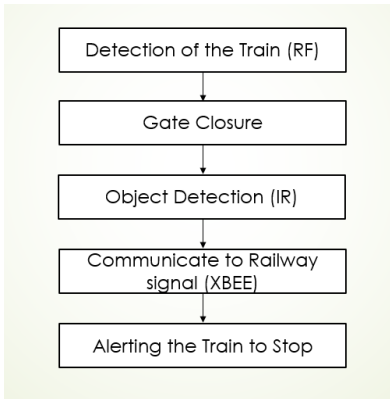 Detection of the Train (RF)
Gate Closure
Object Detection (IR)
Communicate to Railway
signal (XBEE)
Alerting the Train to Stop